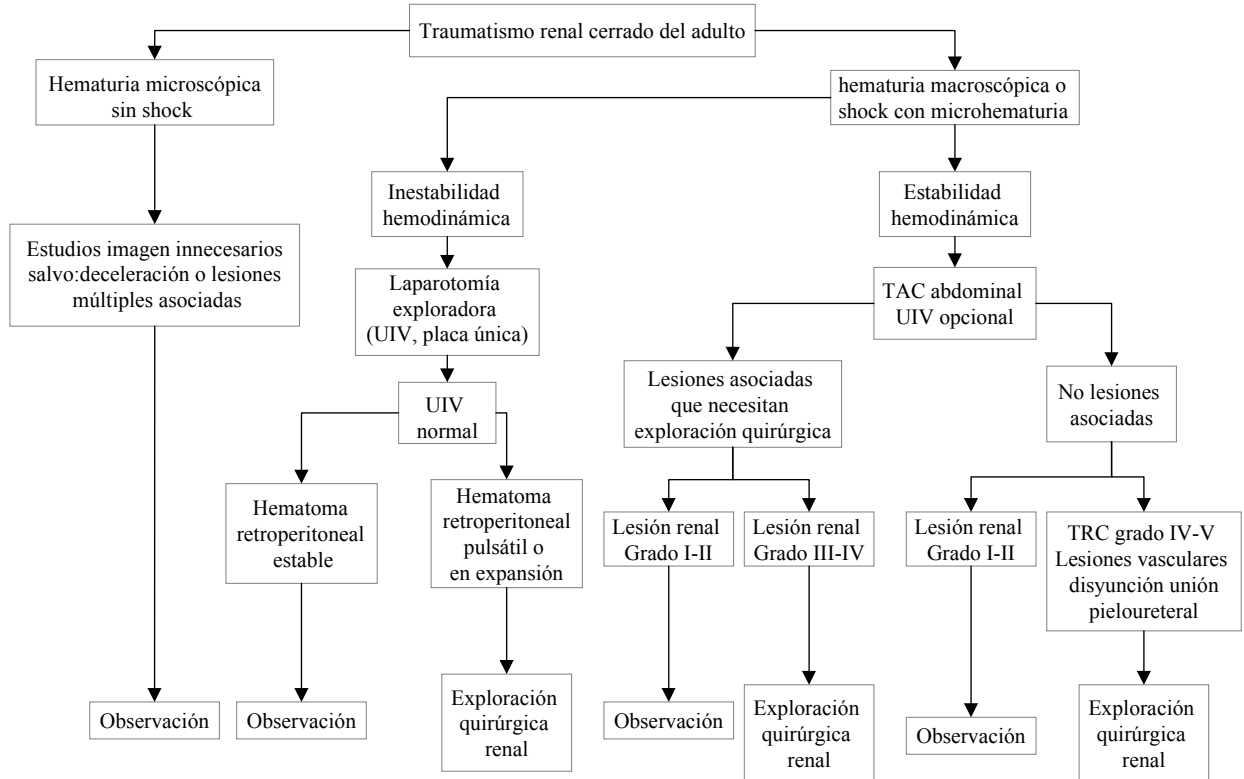 Traumatismo renal cerrado del adulto
Hematuria microscópica
sin shock
hematuria macroscópica o
shock con microhematuria
Inestabilidad
hemodinámica
Estabilidad
hemodinámica
Estudios imagen innecesarios
salvo:deceleración o lesiones
múltiples asociadas
Laparotomía
exploradora
(UIV, placa única)
TAC abdominal
UIV opcional
UIV
normal
Lesiones asociadas
que necesitan
exploración quirúrgica
No lesiones
asociadas
Hematoma
retroperitoneal
estable
Hematoma
retroperitoneal
pulsátil o
en expansión
Lesión renal
Grado I-II
Lesión renal
Grado III-IV
Lesión renal
Grado I-II
TRC grado IV-V
Lesiones vasculares
disyunción unión
pieloureteral
Observación
Observación
Exploración
quirúrgica
renal
Observación
Exploración
quirúrgica
renal
Observación
Exploración
quirúrgica
renal